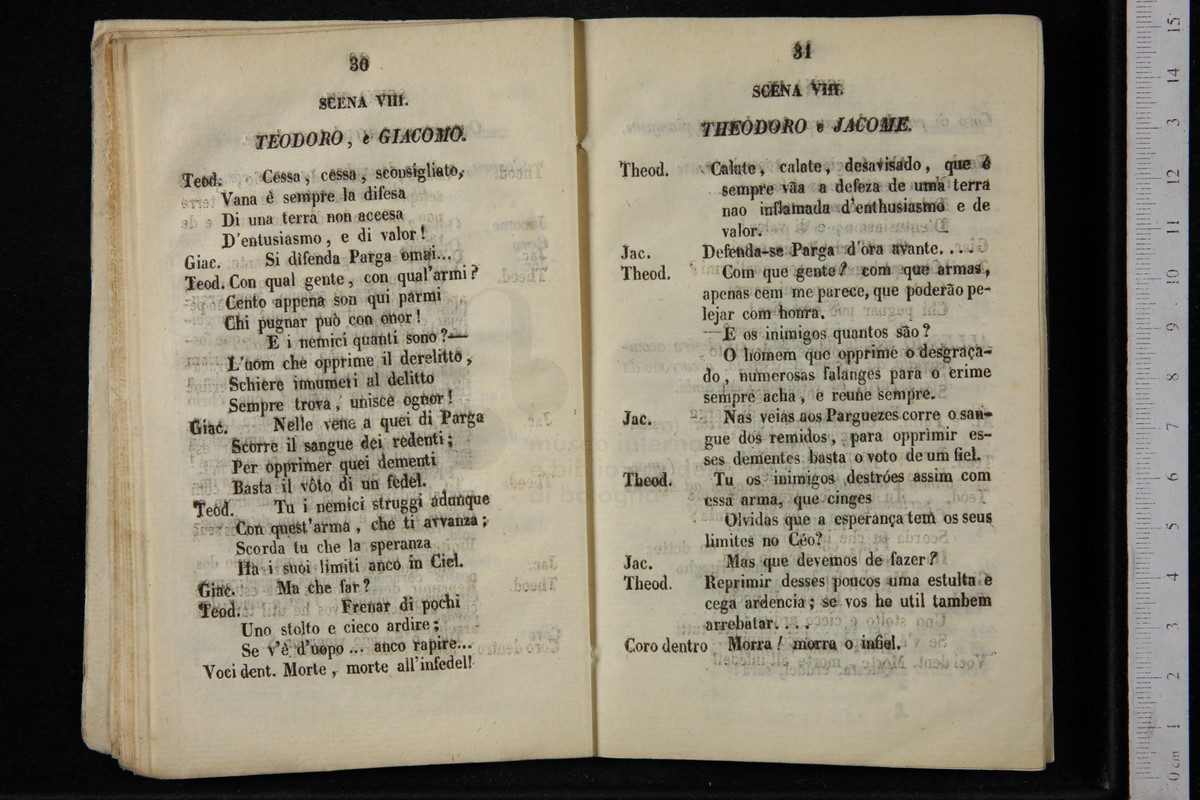 30
SCENA VIII.
TEODORO, e GIACOMO.
Teod. Cessa, cessa, sconsigliato,
Vana è sempre la difesa
Di una terra non accesa
D'entusiasmo, e di valor!
Giac. Si difenda Parga omai...
Teod. Con qual gente, con qual'armi?
Cento appena son qui parmi
Chi pugnar può con onor!
E i nemici quanti sono?—
L'uom che opprime il derelitto,
Schiere innumeri al delitto
Sempre trova, unisce ognor!
Giac. Nelle vene a quei di Parga
Scorre il sangue dei redenti;
Per opprimer quei dementi
Basta il vôto di un fedel.
Teod. Tu i nemici struggi adunque
Con quest'arma, che ti avvanza;
Scorda tu che la speranza
Ha i suoi limiti anco in Ciel.
Giac. Ma che far?
Teod. Frenar di pochi
Uno stolto e cieco ardire;
Se v'è d'uopo... anco rapire...
Voci dent. Morte, morte all'infedel!
31
SCENA VIII.
THEODORO e JACOME.
Theod. Calate, calate, desavisado, que é
sempre vãa a defeza de uma terra
nao inflamada d'enthusiasmo e de
valor.
Jac. Defenda-se Parga d'ora avante. . . .
Theod. Com que gente? com que armas,
apenas cem me parece, que poderão pe-
lejar com honra.
— E os inimigos quantos são?
O homem que opprime o desgraça-
do, numerosas falanges para o crime
sempre acha, e reune sempre.
Jac. Nas veias aos Parguezes corre o san-
gue dos remidos, para opprimir es-
ses dementes basta o voto de um fiel.
Theod. Tu os inimigos destróes assim com
essa arma, que cinges
Olvidas que a esperança tem os seus
limites no Céo?
Jac. Mas que devemos de fazer?
Theod. Reprimir desses poucos uma estulta e
cega ardencia; se vos he util tambem
arrebatar. . . .
Coro dentro Morra! morra o infiel.